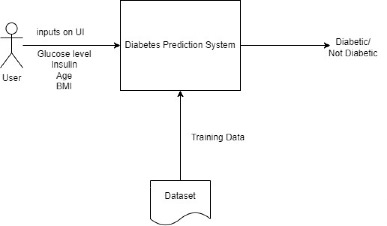 inputs on UI
Glucose level
Insulin
Age
BMI
User
Diabetes Prediction System
Diabetic/
Not Diabetic
Training Data
Dataset